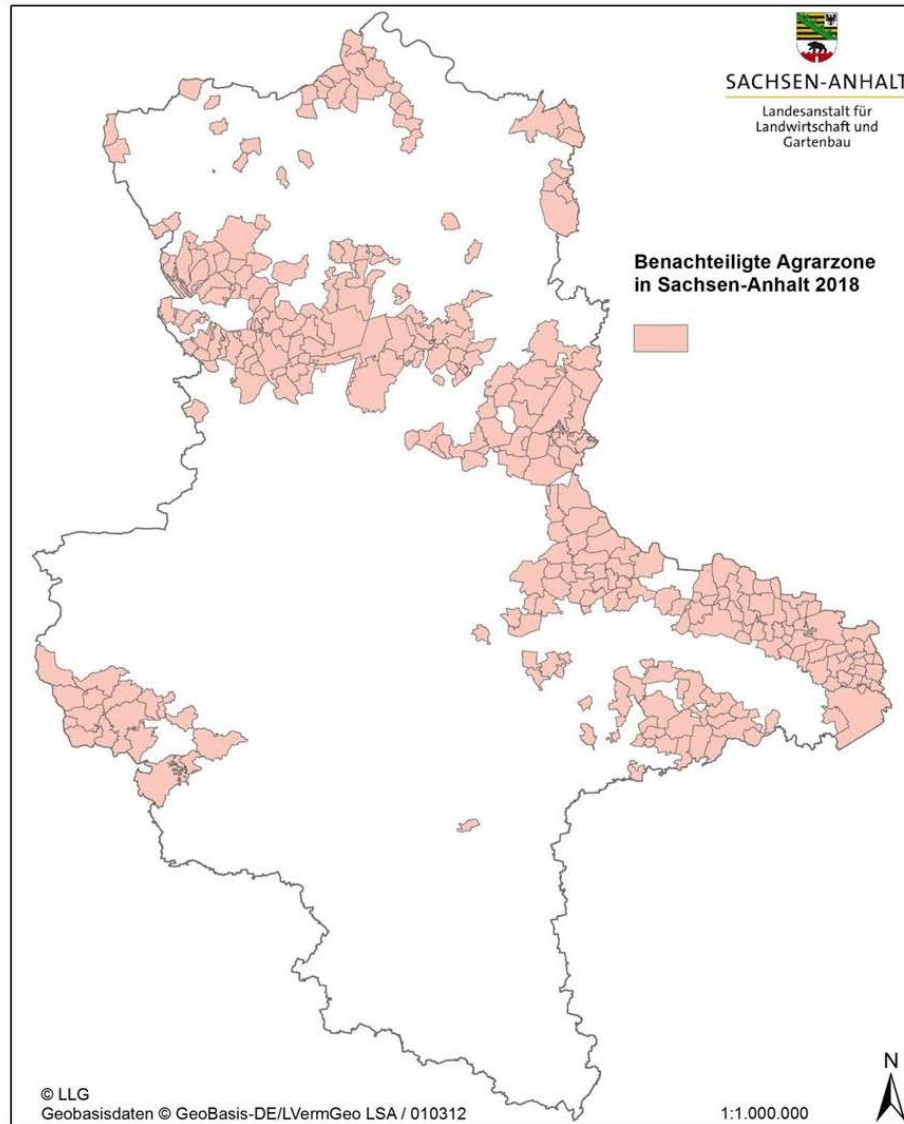 SACHSEN-ANHALT
Landesanstalt für
Landwirtschaft und
Gartenbau
Benachteiligte Agrarzone
in Sachsen-Anhalt 2018
N
© LLG
Geobasisdaten © GeoBasis-DE/LVermGeo LSA / 010312
1:1.000.000